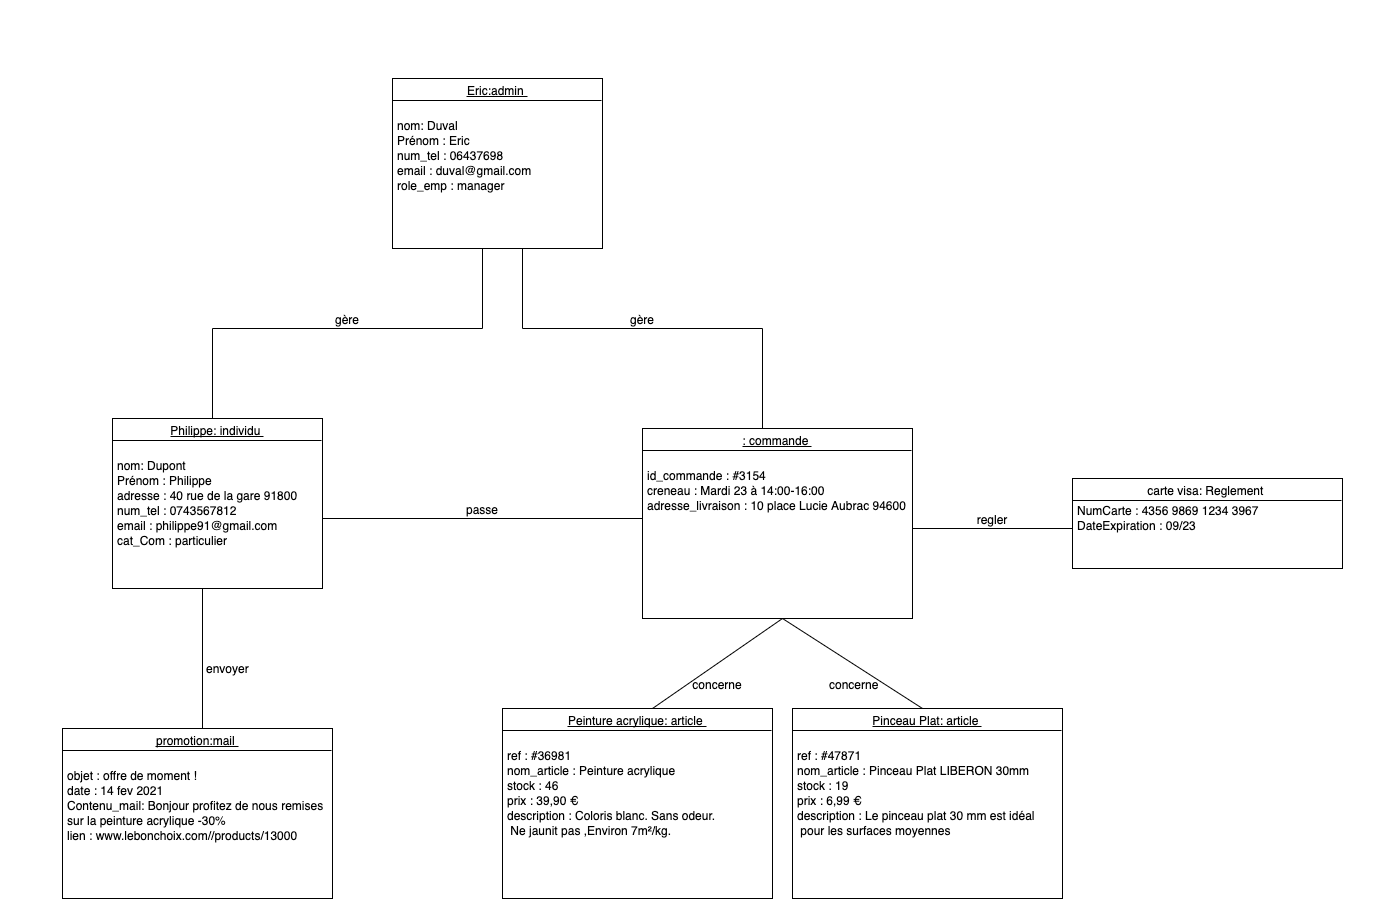 Eric:admin
nom: Duval
Prénom : Eric
num_tel : 06437698
email : duval@gmail.com
role_emp : manager
gère
gère
Philippe: individu
nom: Dupont
Prénom : Philippe
adresse : 40 rue de la gare 91800
num_tel : 0743567812
email : philippe91@gmail.com
cat_Com : particulier
passe
: commande
id_commande : #3154
creneau : Mardi 23 à 14:00-16:00
adresse_livraison : 10 place Lucie Aubrac 94600
regler
carte visa: Reglement
NumCarte : 4356 9869 1234 3967
DateExpiration : 09/23
envoyer
concerne
concerne
promotion:mail
objet : offre de moment !
date : 14 fev 2021
Contenu_mail: Bonjour profitez de nous remises
sur la peinture acrylique -30%
lien : www.lebonchoix.com//products/13000
Peinture acrylique: article
ref : #36981
nom_article : Peinture acrylique
stock : 46
prix : 39,90 €
description : Coloris blanc. Sans odeur.
Ne jaunit pas ,Environ 7m²/kg.
Pinceau Plat: article
ref : #47871
nom_article : Pinceau Plat LIBERON 30mm
stock : 19
prix : 6,99 €
description : Le pinceau plat 30 mm est idéal
pour les surfaces moyennes